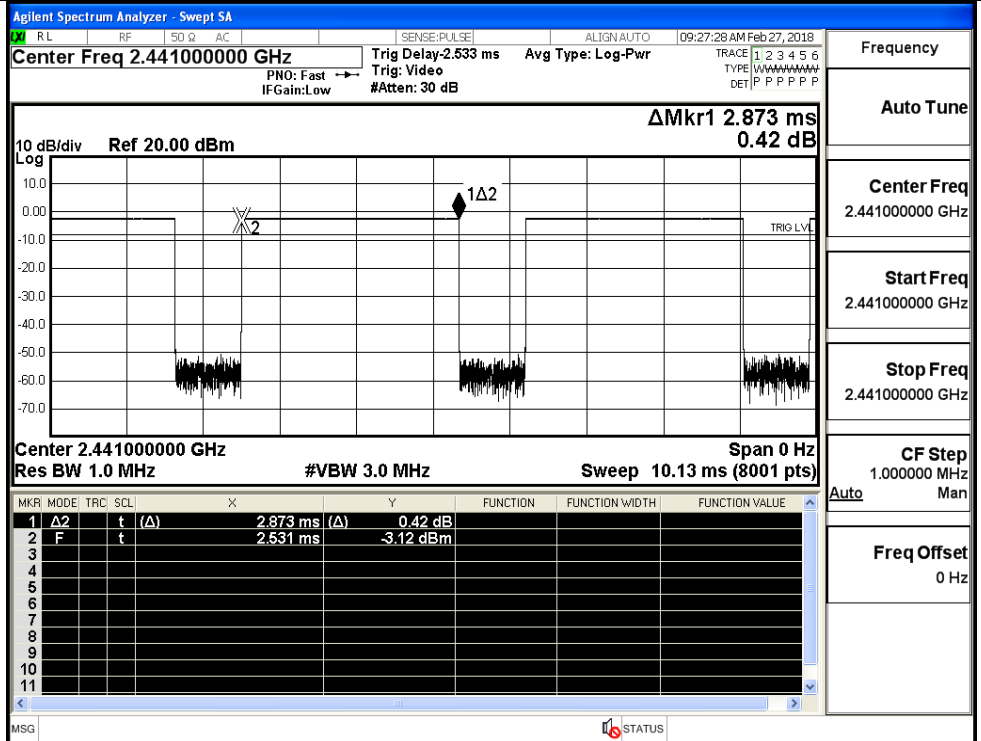 Agilent Spectrum Analyzer - Swept SA
LXI RL RF 50 Ω AC SENSE:PULSE ALIGN AUTO 09:27:28 AM Feb 27, 2018
Center Freq 2.441000000 GHz
PNO: Fast
IFGain:Low
Trig Delay-2.533 ms
Trig: Video
#Atten: 30 dB
Avg Type: Log-Pwr
TRACE 1 2 3 4 5 6
TYPE WWWWWW
DET P P P P P P
ΔMkr1 2.873 ms
0.42 dB
10 dB/div Ref 20.00 dBm
Log
10.0
0.00
-10.0
-20.0
-30.0
-40.0
-50.0
-60.0
-70.0
1Δ2
2
TRIG LVL
Center 2.441000000 GHz Span 0 Hz
Res BW 1.0 MHz #VBW 3.0 MHz Sweep 10.13 ms (8001 pts)
MKR MODE TRC SCL X Y FUNCTION FUNCTION WIDTH FUNCTION VALUE
1 Δ2 t (Δ) 2.873 ms (Δ) 0.42 dB
2 F t 2.531 ms -3.12 dBm
3
4
5
6
7
8
9
10
11
MSG STATUS
Frequency
Auto Tune
Center Freq
2.441000000 GHz
Start Freq
2.441000000 GHz
Stop Freq
2.441000000 GHz
CF Step
1.000000 MHz
Auto Man
Freq Offset
0 Hz